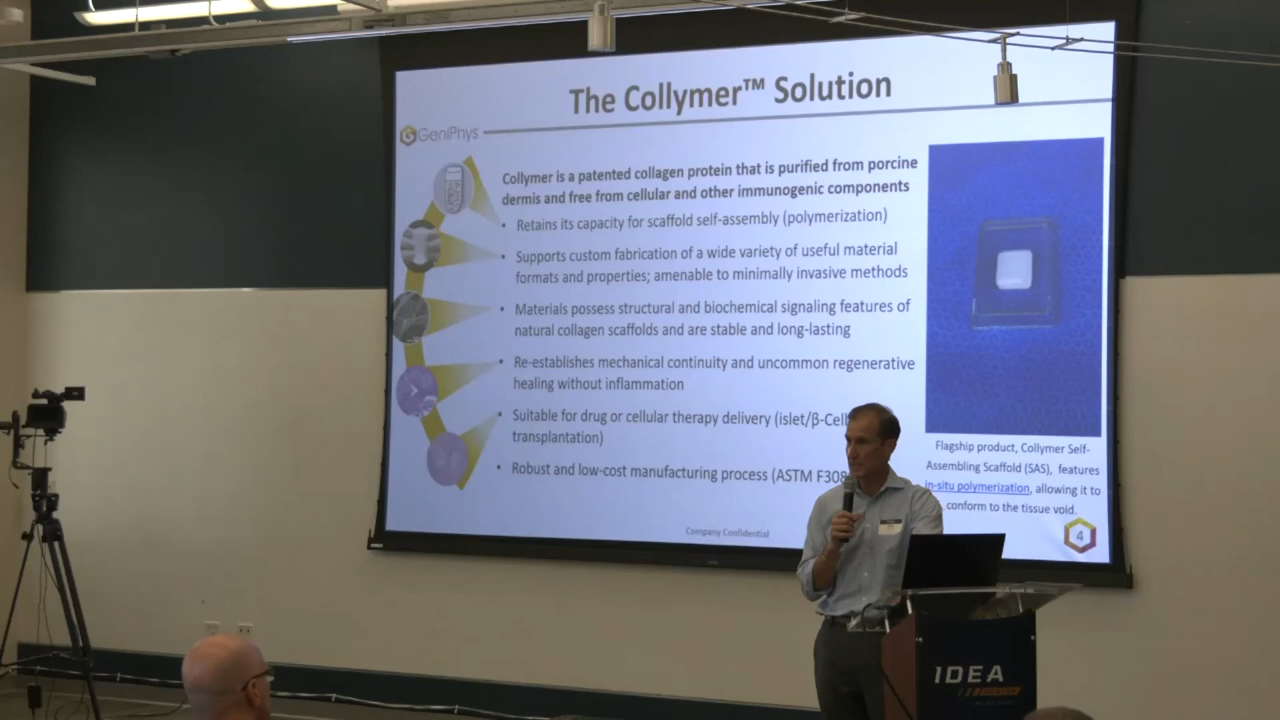 The Collymer™ Solution
GeniPhys
Collymer is a patented collagen protein that is purified from porcine
dermis and free from cellular and other immunogenic components
• Retains its capacity for scaffold self-assembly (polymerization)
• Supports custom fabrication of a wide variety of useful material
formats and properties; amenable to minimally invasive methods
• Materials possess structural and biochemical signaling features of
natural collagen scaffolds and are stable and long-lasting
• Re-establishes mechanical continuity and uncommon regenerative
healing without inflammation
• Suitable for drug or cellular therapy delivery (islet/β-Cell
transplantation)
• Robust and low-cost manufacturing process (ASTM F308
Flagship product, Collymer Self-
Assembling Scaffold (SAS), features
in-situ polymerization, allowing it to
conform to the tissue void.
Company Confidential
4
IDEA